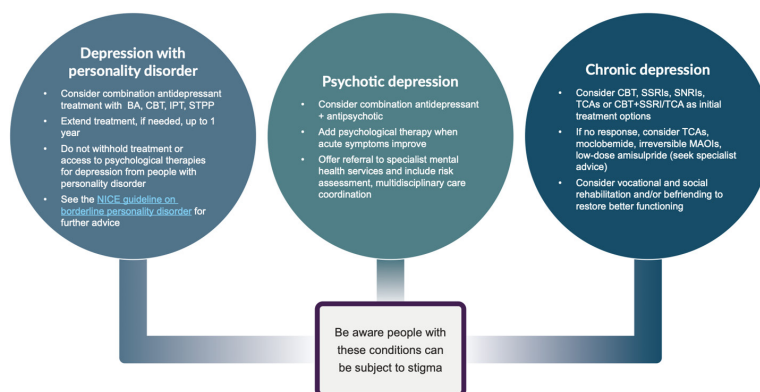 Depression with
personality disorder
• Consider combination antidepressant
treatment with BA, CBT, IPT, STPP
• Extend treatment, if needed, up to 1
year
• Do not withhold treatment or
access to psychological therapies
for depression from people with
personality disorder
• See the NICE guideline on
borderline personality disorder for
further advice
Psychotic depression
• Consider combination antidepressant
+ antipsychotic
• Add psychological therapy when
acute symptoms improve
• Offer referral to specialist mental
health services and include risk
assessment, multidisciplinary care
coordination
Chronic depression
• Consider CBT, SSRIs, SNRIs,
TCAs or CBT+SSRI/TCA as initial
treatment options
• If no response, consider TCAs,
moclobemide, irreversible MAOIs,
low-dose amisulpride (seek specialist
advice)
• Consider vocational and social
rehabilitation and/or befriending to
restore better functioning
Be aware people with
these conditions can
be subject to stigma